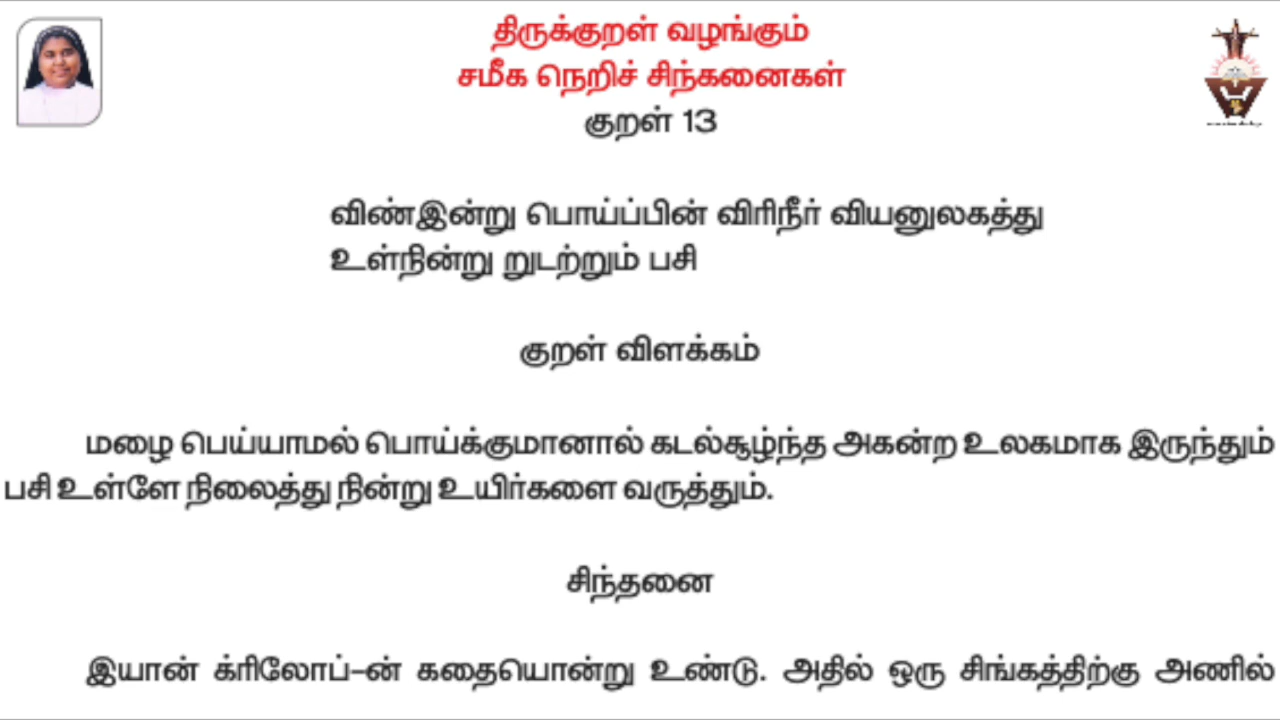 திருக்குறள் வழங்கும்
சமீக நெறிச் சிந்கனைகள்
குறள் 13
விண்இன்று பொய்ப்பின் விரிநீர் வியனுலகத்து
உள்நின்று றுடற்றும் பசி
குறள் விளக்கம்
மழை பெய்யாமல் பொய்க்குமானால் கடல்சூழ்ந்த அகன்ற உலகமாக இருந்தும்
பசி உள்ளே நிலைத்து நின்று உயிர்களை வருத்தும்.
சிந்தனை
இயான் க்ரிலோப்-ன் கதையொன்று உண்டு. அதில் ஒரு சிங்கத்திற்கு அணில்